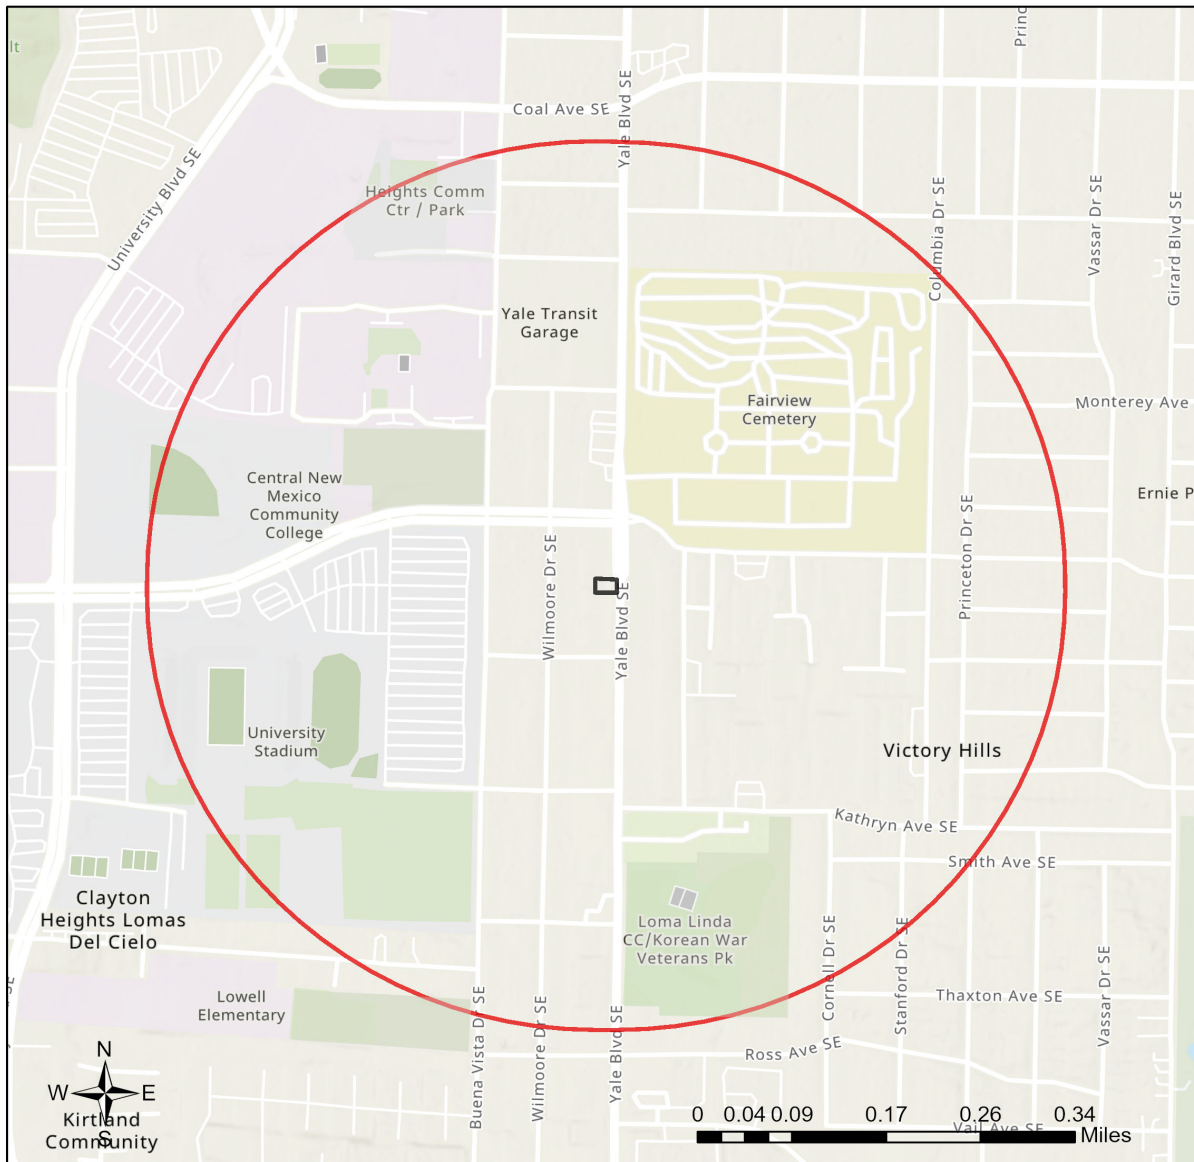 lt
Princ
Coal Ave SE
Yale Blvd SE
University Blvd SE
Heights Comm
Ctr / Park
Columbia Dr SE
Vassar Dr SE
Girard Blvd SE
Yale Transit
Garage
Fairview
Cemetery
Monterey Ave
Central New
Mexico
Community
College
Ernie P
Wilmoore Dr SE
Princeton Dr SE
Yale Blvd SE
University
Stadium
Victory Hills
Kathryn Ave SE
Smith Ave SE
Clayton
Heights Lomas
Del Cielo
Loma Linda
CC/Korean War
Veterans Pk
Cornell Dr SE
Stanford Dr SE
Vassar Dr SE
SE
Lowell
Elementary
Thaxton Ave SE
Buena Vista Dr SE
Wilmoore Dr SE
Yale Blvd SE
Ross Ave SE
N
W E
S
Kirtland
Community
0 0.04 0.09 0.17 0.26 0.34
Miles
Vail Ave SE